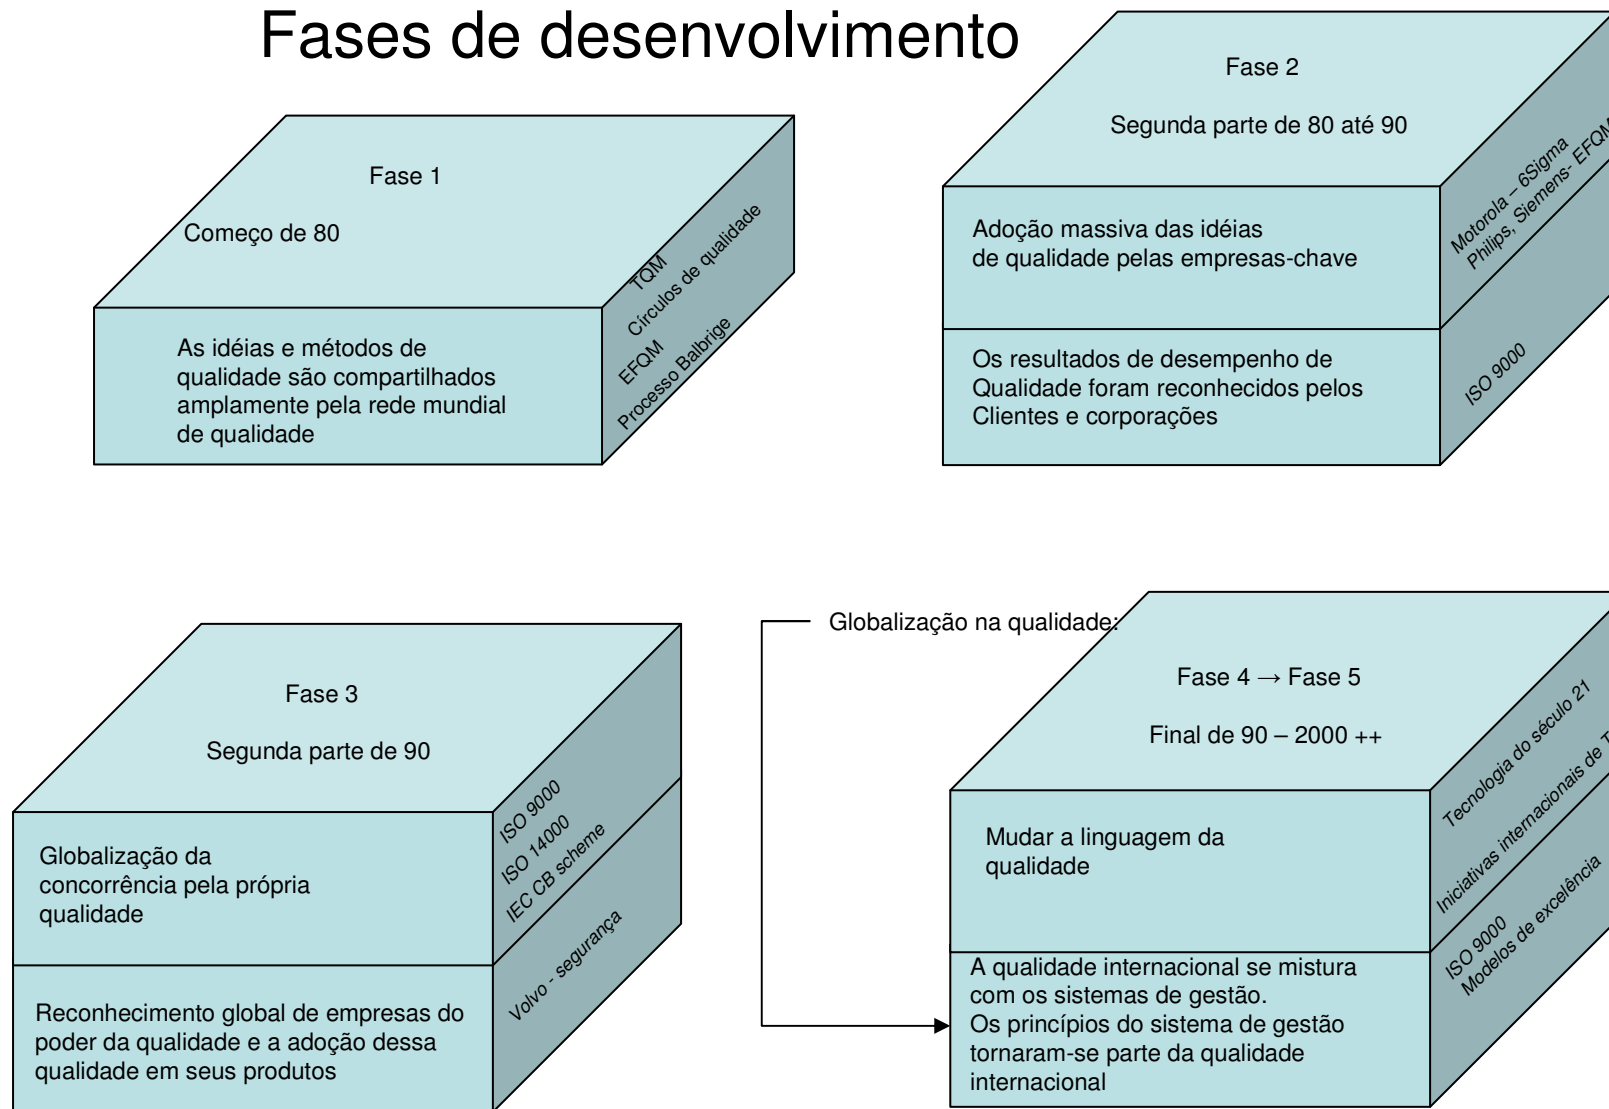 Fases de desenvolvimento
Fase 1
Começo de 80
As idéias e métodos de
qualidade são compartilhados
amplamente pela rede mundial
de qualidade
TQM
Círculos de qualidade
EFQM
Processo Balbrige
Fase 2
Segunda parte de 80 até 90
Adoção massiva das idéias
de qualidade pelas empresas-chave
Motorola – 6Sigma
Philips, Siemens- EFQM
Os resultados de desempenho de
Qualidade foram reconhecidos pelos
Clientes e corporações
ISO 9000
Fase 3
Segunda parte de 90
Globalização da
concorrência pela própria
qualidade
ISO 9000
ISO 14000
IEC CB scheme
Reconhecimento global de empresas do
poder da qualidade e a adoção dessa
qualidade em seus produtos
Volvo - segurança
Globalização na qualidade:
Fase 4 → Fase 5
Final de 90 – 2000 ++
Mudar a linguagem da
qualidade
Tecnologia do século 21
Iniciativas internacionais de
A qualidade internacional se mistura
com os sistemas de gestão.
Os princípios do sistema de gestão
tornaram-se parte da qualidade
internacional
ISO 9000
Modelos de excelência